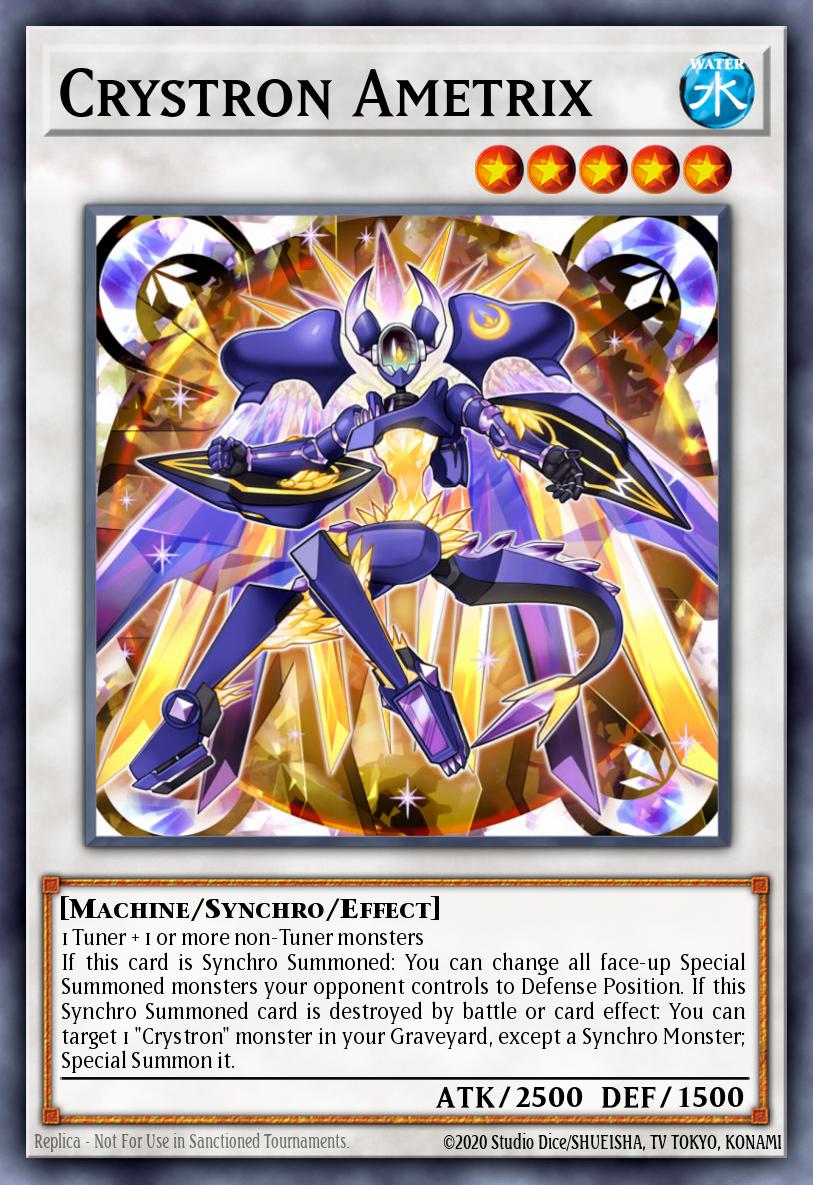 Crystron Ametrix
WATER
水
[Machine/Synchro/Effect]
1 Tuner + 1 or more non-Tuner monsters
If this card is Synchro Summoned: You can change all face-up Special
Summoned monsters your opponent controls to Defense Position. If this
Synchro Summoned card is destroyed by battle or card effect: You can
target 1 "Crystron" monster in your Graveyard, except a Synchro Monster;
Special Summon it.
ATK/2500 DEF/1500
Replica - Not For Use in Sanctioned Tournaments.
©2020 Studio Dice/SHUEISHA, TV TOKYO, KONAMI